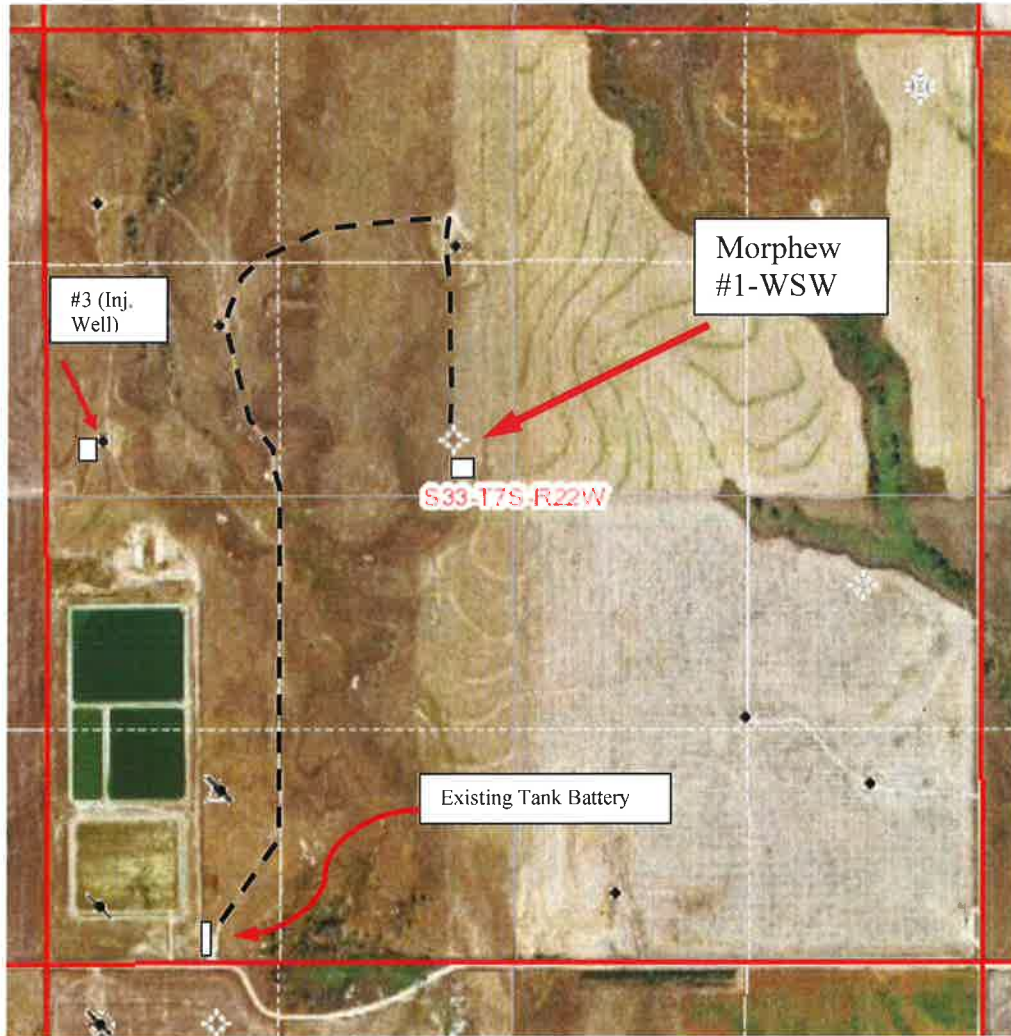 Morphew
#1-WSW
#3 (Inj.
Well)
S33-T7S-R22W
Existing Tank Battery